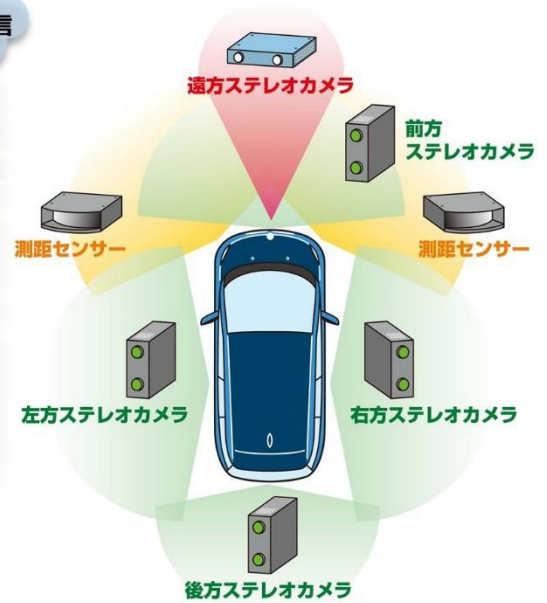 信
遠方ステレオカメラ
前方
ステレオカメラ
測距センサー
測距センサー
左方ステレオカメラ
右方ステレオカメラ
後方ステレオカメラ